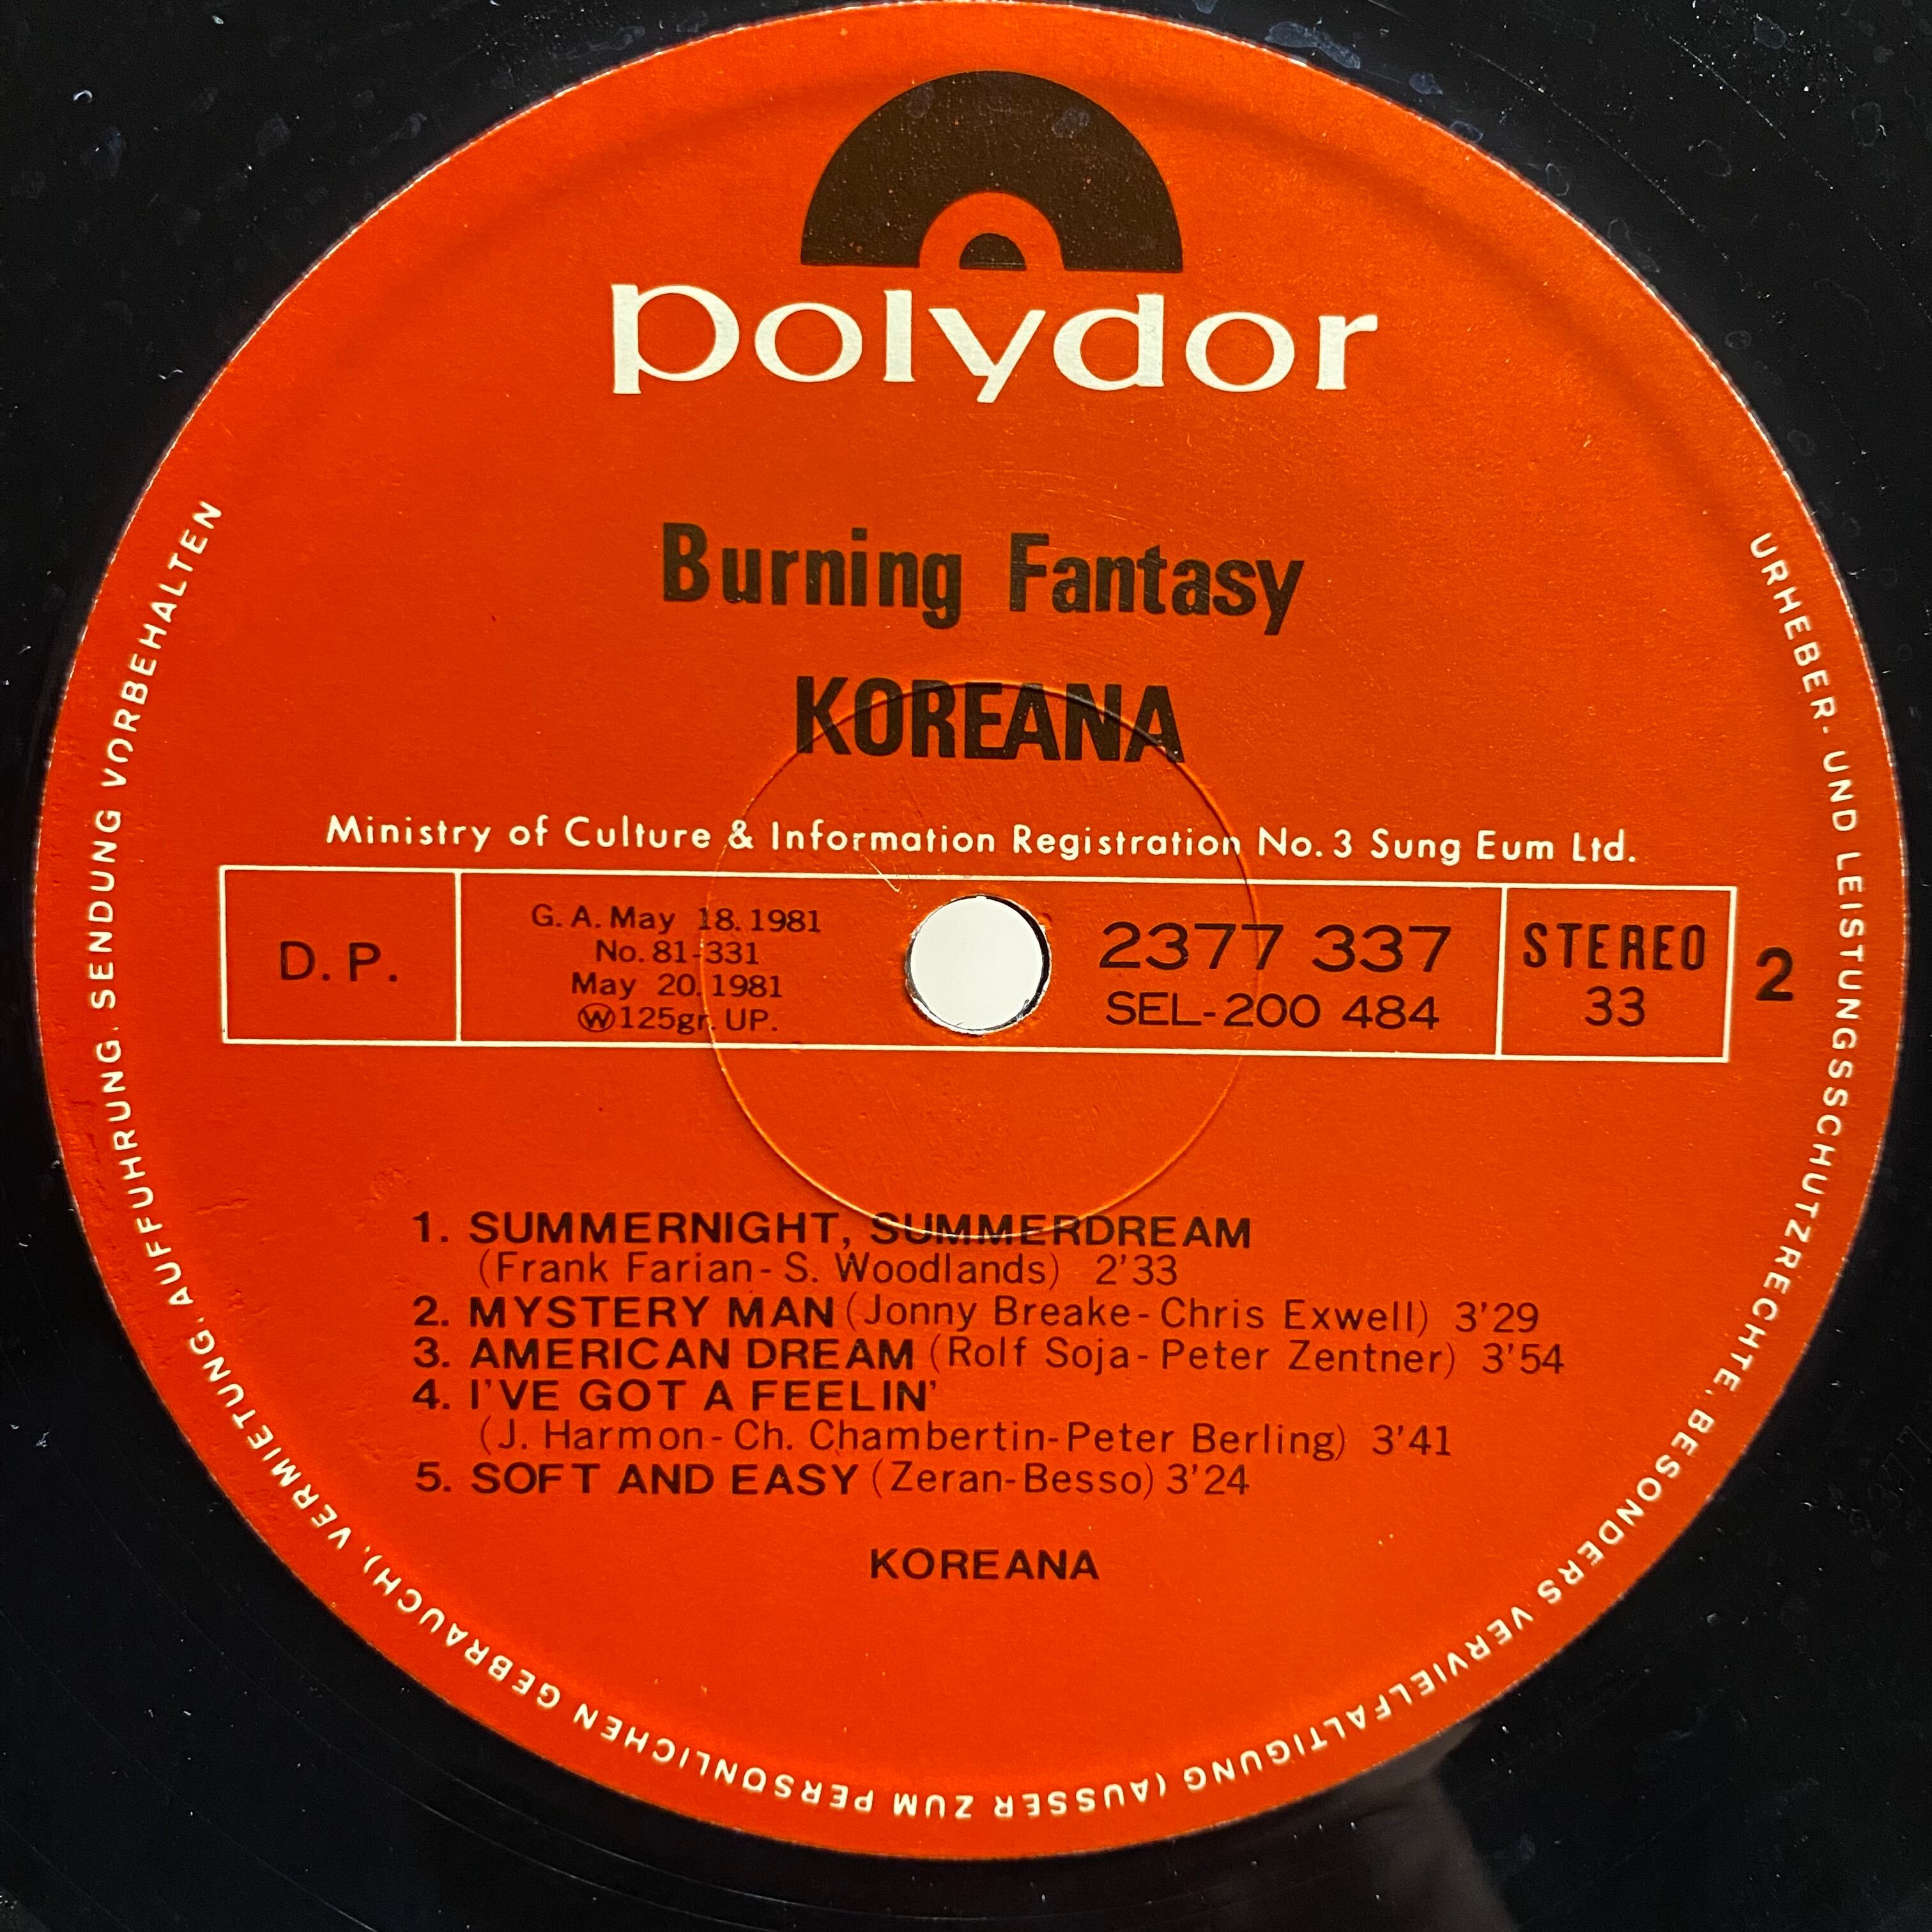 polydor
Burning Fantasy
KOREANA
Ministry of Culture & Information Registration No. 3 Sung Eum Ltd.
D. P.
G. A. May 18. 1981
No. 81-331
May 20. 1981
Ⓦ125gr. UP.
2377 337
SEL-200 484
STEREO
33
2
1. SUMMERNIGHT, SUMMERDREAM
(Frank Farian - S. Woodlands) 2'33
2. MYSTERY MAN (Jonny Breake - Chris Exwell) 3'29
3. AMERICAN DREAM (Rolf Soja - Peter Zentner) 3'54
4. I'VE GOT A FEELIN'
(J. Harmon - Ch. Chambertin-Peter Berling) 3'41
5. SOFT AND EASY (Zeran-Besso) 3'24
KOREANA
URHEBER- UND LEISTUNGSSCHUTZRECHTE, BESONDERS VERVIELFALTIGUNG (AUSSER ZUM PERSONLICHEN GEBRAUCH), VERMIETUNG, AUFFUHRUNG, SENDUNG VORBEHALTEN